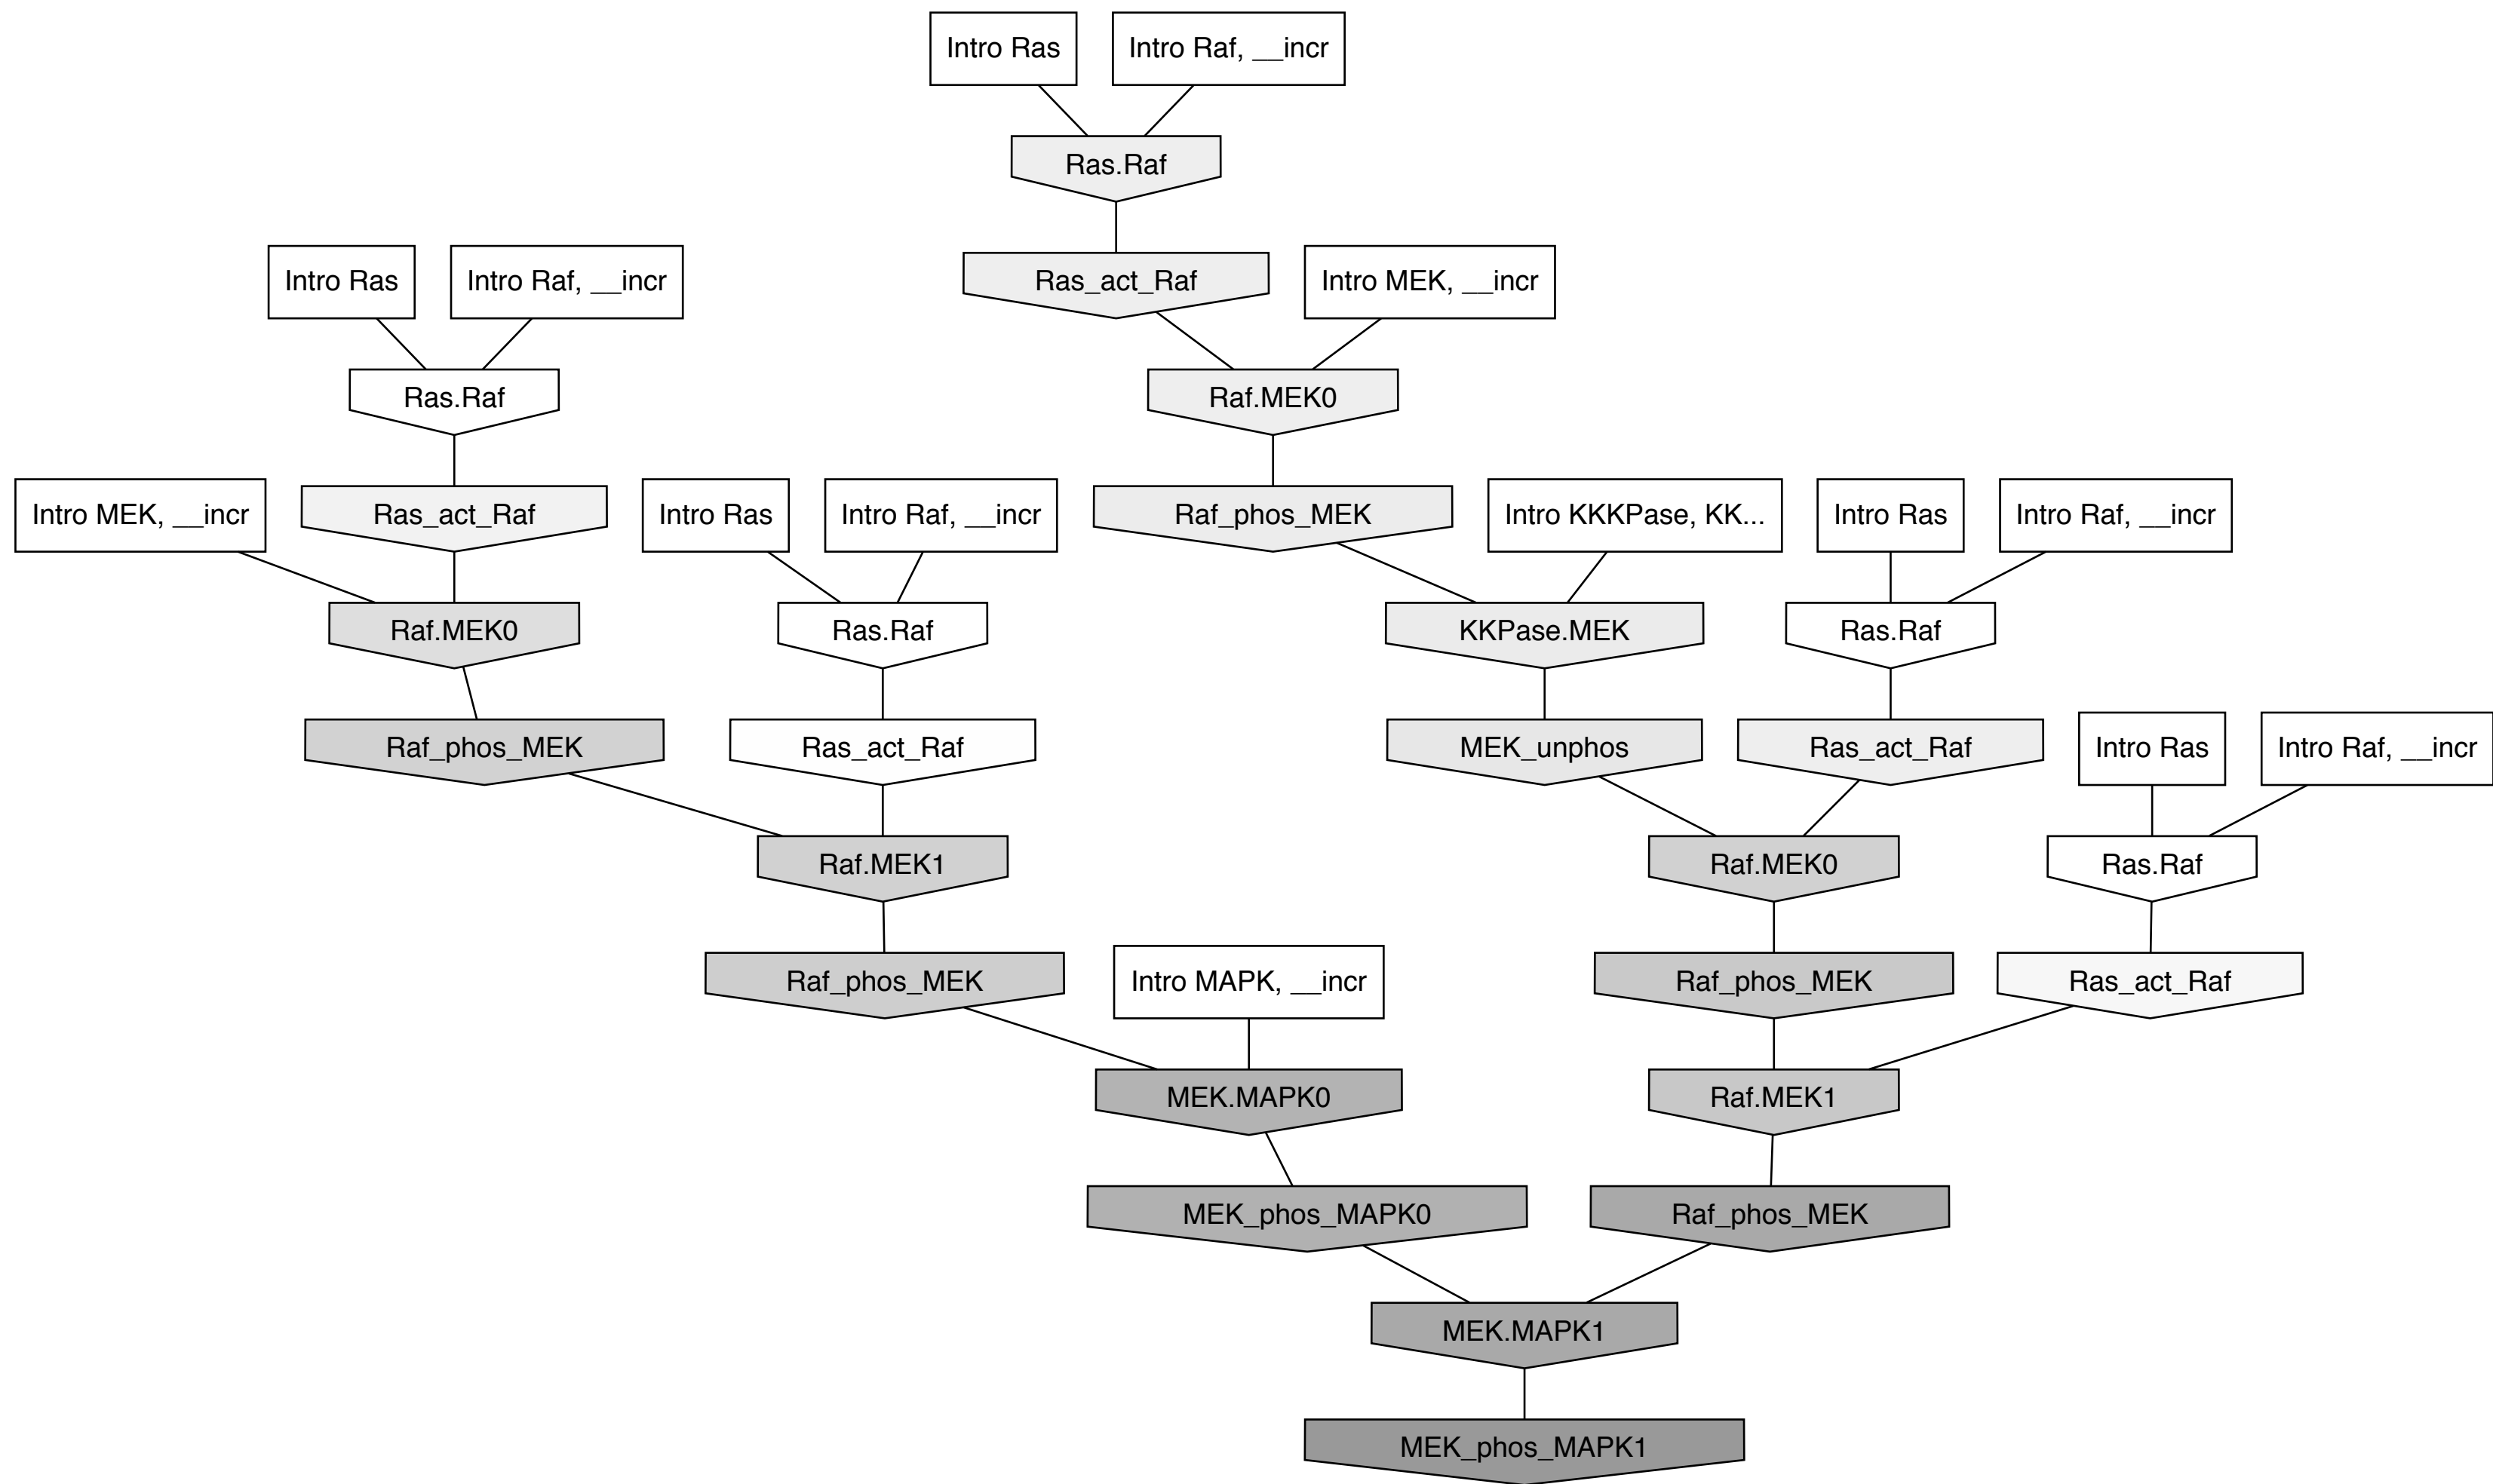 Intro Ras
Intro Raf, __incr
Ras.Raf
Intro Ras
Intro Raf, __incr
Ras_act_Raf
Intro MEK, __incr
Ras.Raf
Raf.MEK0
Intro MEK, __incr
Ras_act_Raf
Intro Ras
Intro Raf, __incr
Raf_phos_MEK
Intro KKKPase, KK...
Intro Ras
Intro Raf, __incr
Raf.MEK0
Ras.Raf
KKPase.MEK
Ras.Raf
Raf_phos_MEK
Ras_act_Raf
MEK_unphos
Ras_act_Raf
Intro Ras
Intro Raf, __incr
Raf.MEK1
Raf.MEK0
Ras.Raf
Raf_phos_MEK
Intro MAPK, __incr
Raf_phos_MEK
Ras_act_Raf
MEK.MAPK0
Raf.MEK1
MEK_phos_MAPK0
Raf_phos_MEK
MEK.MAPK1
MEK_phos_MAPK1